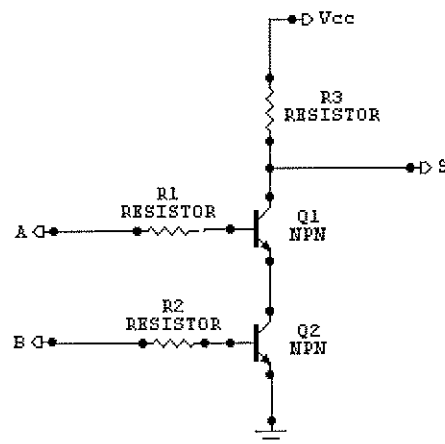 Vcc
R3
RESISTOR
S
R1
RESISTOR
A
Q1
NPN
R2
RESISTOR
B
Q2
NPN